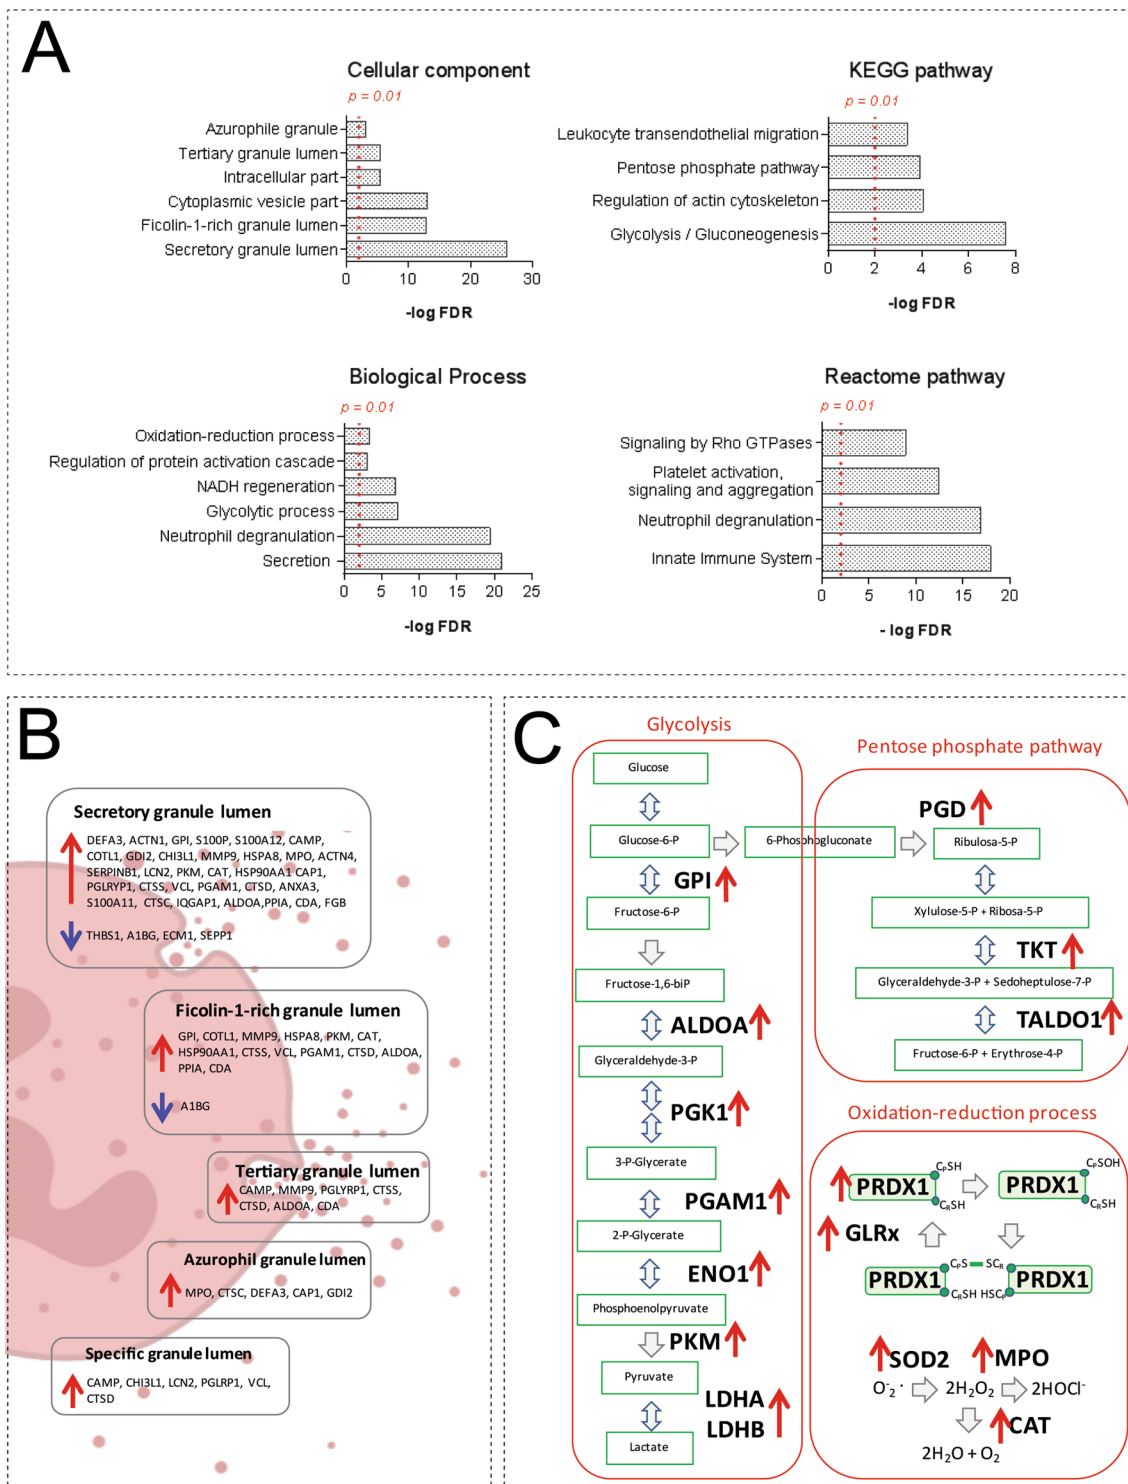 A
Cellular component
p = 0.01
Azurophile granule
Tertiary granule lumen
Intracellular part
Cytoplasmic vesicle part
Ficolin-1-rich granule lumen
Secretory granule lumen
0 10 20 30
-log FDR
KEGG pathway
p = 0.01
Leukocyte transendothelial migration
Pentose phosphate pathway
Regulation of actin cytoskeleton
Glycolysis / Gluconeogenesis
0 2 4 6 8
-log FDR
Biological Process
p = 0.01
Oxidation-reduction process
Regulation of protein activation cascade
NADH regeneration
Glycolytic process
Neutrophil degranulation
Secretion
0 5 10 15 20 25
-log FDR
Reactome pathway
p = 0.01
Signaling by Rho GTPases
Platelet activation,
signaling and aggregation
Neutrophil degranulation
Innate Immune System
0 5 10 15 20
- log FDR
B
Secretory granule lumen
DEFA3, ACTN1, GPI, S100P, S100A12, CAMP,
COTL1, GDI2, CHI3L1, MMP9, HSPA8, MPO, ACTN4,
SERPINB1, LCN2, PKM, CAT, HSP90AA1 CAP1,
PGLRYP1, CTSS, VCL, PGAM1, CTSD, ANXA3,
S100A11, CTSC, IQGAP1, ALDOA,PPIA, CDA, FGB
THBS1, A1BG, ECM1, SEPP1
Ficolin-1-rich granule lumen
GPI, COTL1, MMP9, HSPA8, PKM, CAT,
HSP90AA1, CTSS, VCL, PGAM1, CTSD, ALDOA,
PPIA, CDA
A1BG
Tertiary granule lumen
CAMP, MMP9, PGLYRP1, CTSS,
CTSD, ALDOA, CDA
Azurophil granule lumen
MPO, CTSC, DEFA3, CAP1, GDI2
Specific granule lumen
CAMP, CHI3L1, LCN2, PGLRP1, VCL,
CTSD
C
Glycolysis
Glucose
Glucose-6-P
GPI
Fructose-6-P
Fructose-1,6-biP
ALDOA
Glyceraldehyde-3-P
PGK1
3-P-Glycerate
PGAM1
2-P-Glycerate
ENO1
Phosphoenolpyruvate
PKM
Pyruvate
LDHA
LDHB
Lactate
Pentose phosphate pathway
PGD
6-Phosphogluconate
Ribulosa-5-P
Xylulose-5-P + Ribosa-5-P
TKT
Glyceraldehyde-3-P + Sedoheptulose-7-P
TALDO1
Fructose-6-P + Erythrose-4-P
Oxidation-reduction process
PRDX1 CPSH CRSH
PRDX1 CPSOH CRSH
GLRx
PRDX1 CPS SCR PRDX1
CRSH HSCP
SOD2 MPO
O-2 · 2H2O2 2HOCl-
CAT
2H2O + O2